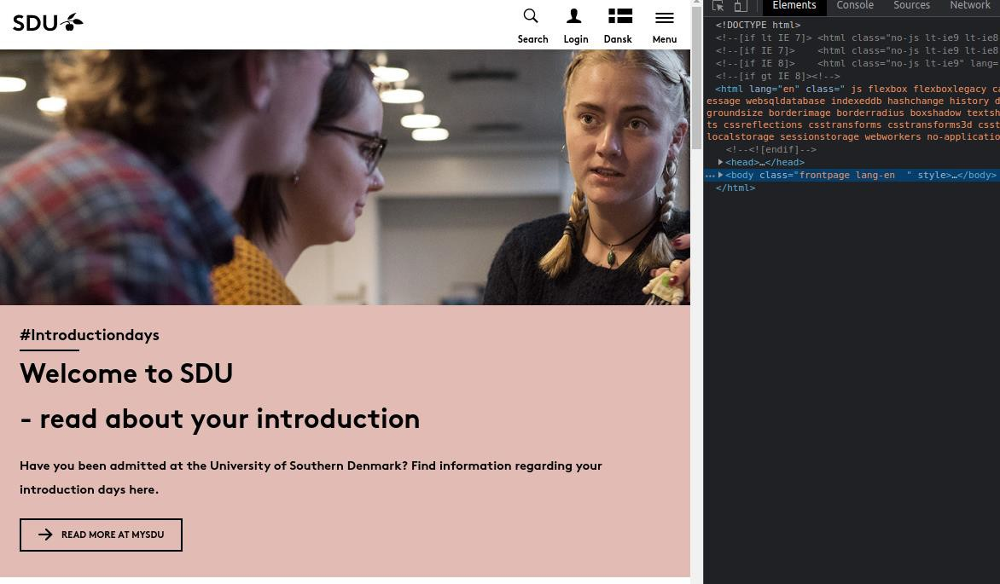 SDU
Search
Login
Dansk
Menu
Elements
Console
Sources
Network
<!DOCTYPE html>
<!--[if lt IE 7]> <html class="no-js lt-ie9 lt-ie8
<!--[if IE 7]>    <html class="no-js lt-ie9 lt-ie8
<!--[if IE 8]>    <html class="no-js lt-ie9" lang=
<!--[if gt IE 8]><!-->
<html lang="en" class=" js flexbox flexboxlegacy ca
essage websqldatabase indexeddb hashchange history d
groundsize borderimage borderradius boxshadow textsh
ts cssreflections csstransforms csstransforms3d csst
localstorage sessionstorage webworkers no-applicatio
<!--<![endif]-->
<head>…</head>
<body class="frontpage lang-en  " style>…</body>
</html>
#Introductiondays
Welcome to SDU
- read about your introduction
Have you been admitted at the University of Southern Denmark? Find information regarding your
introduction days here.
READ MORE AT MYSDU